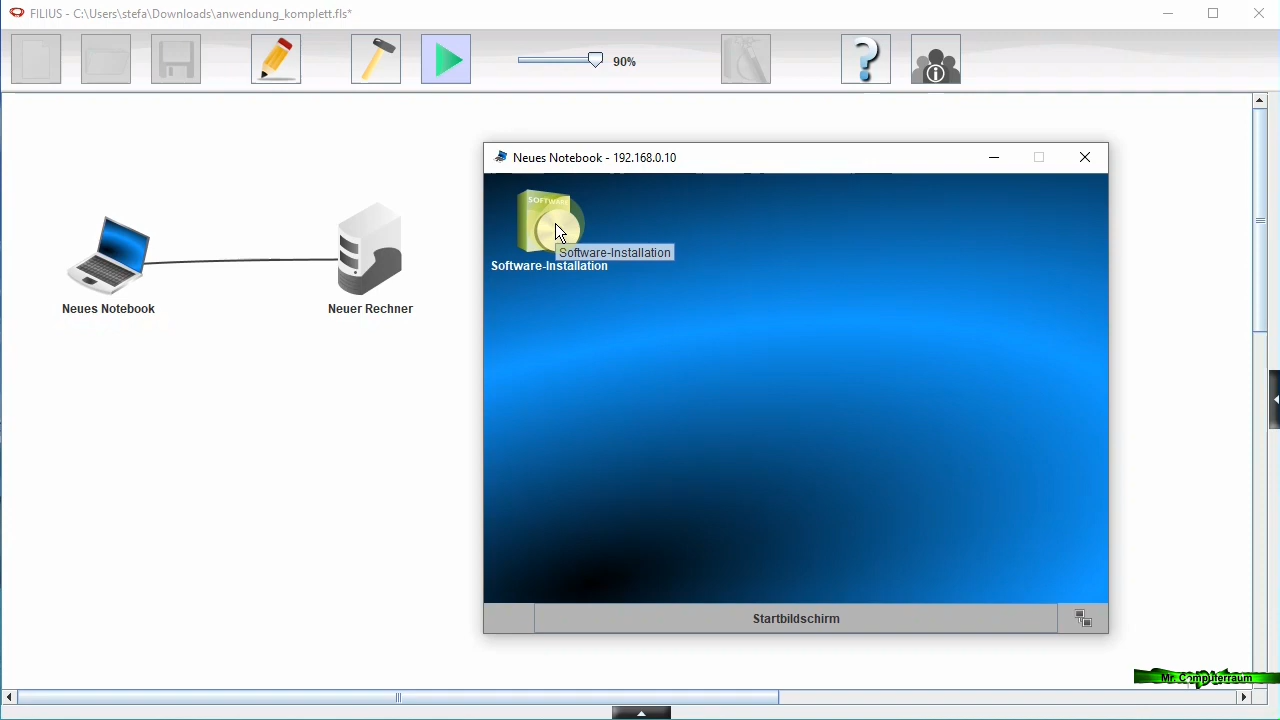 FILIUS - C:\Users\stefa\Downloads\anwendung_komplett.fls*
90%
Neues Notebook - 192.168.0.10
SOFTWARE
Software-Installation
Software-Installation
Neues Notebook
Neuer Rechner
Startbildschirm
Mr. Computerraum